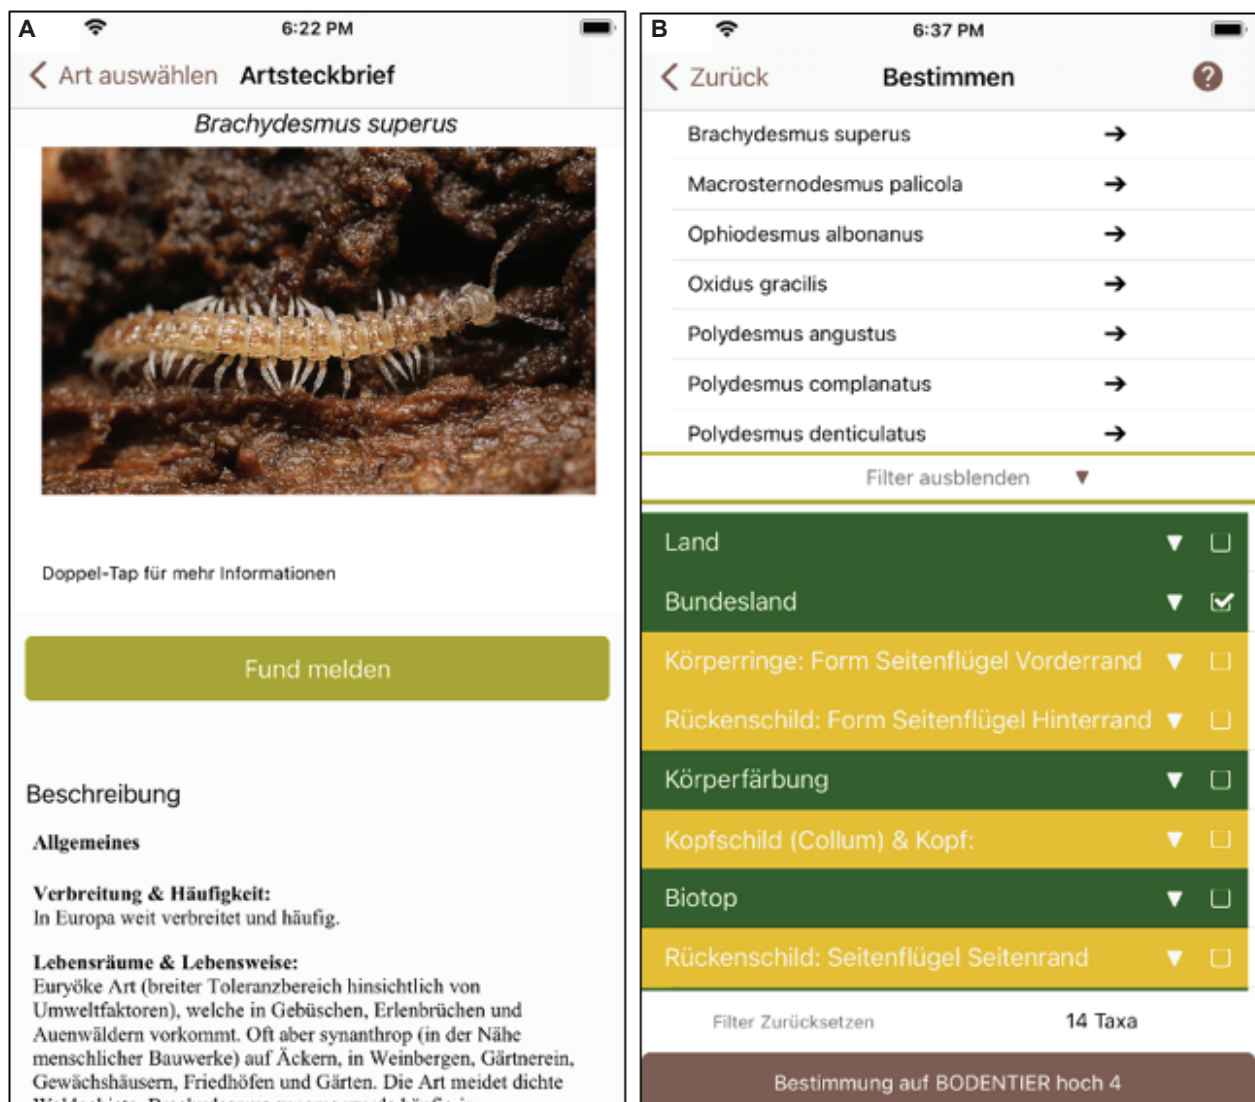 A
6:22 PM
Art auswählen Artsteckbrief
Brachydesmus superus
Doppel-Tap für mehr Informationen
Fund melden
Beschreibung
Allgemeines
Verbreitung & Häufigkeit:
In Europa weit verbreitet und häufig.
Lebensräume & Lebensweise:
Euryöke Art (breiter Toleranzbereich hinsichtlich von
Umweltfaktoren), welche in Gebüschen, Erlenbrüchen und
Auenwäldern vorkommt. Oft aber synanthrop (in der Nähe
menschlicher Bauwerke) auf Äckern, in Weinbergen, Gärtnerein,
Gewächshäusern, Friedhöfen und Gärten. Die Art meidet dichte
B
6:37 PM
Zurück Bestimmen ?
Brachydesmus superus →
Macrosternodesmus palicola →
Ophiodesmus albonanus →
Oxidus gracilis →
Polydesmus angustus →
Polydesmus complanatus →
Polydesmus denticulatus →
Filter ausblenden ▼
Land ▼
Bundesland ▼
Körperringe: Form Seitenflügel Vorderrand ▼
Rückenschild: Form Seitenflügel Hinterrand ▼
Körperfärbung ▼
Kopfschild (Collum) & Kopf: ▼
Biotop ▼
Rückenschild: Seitenflügel Seitenrand ▼
Filter Zurücksetzen 14 Taxa
Bestimmung auf BODENTIER hoch 4